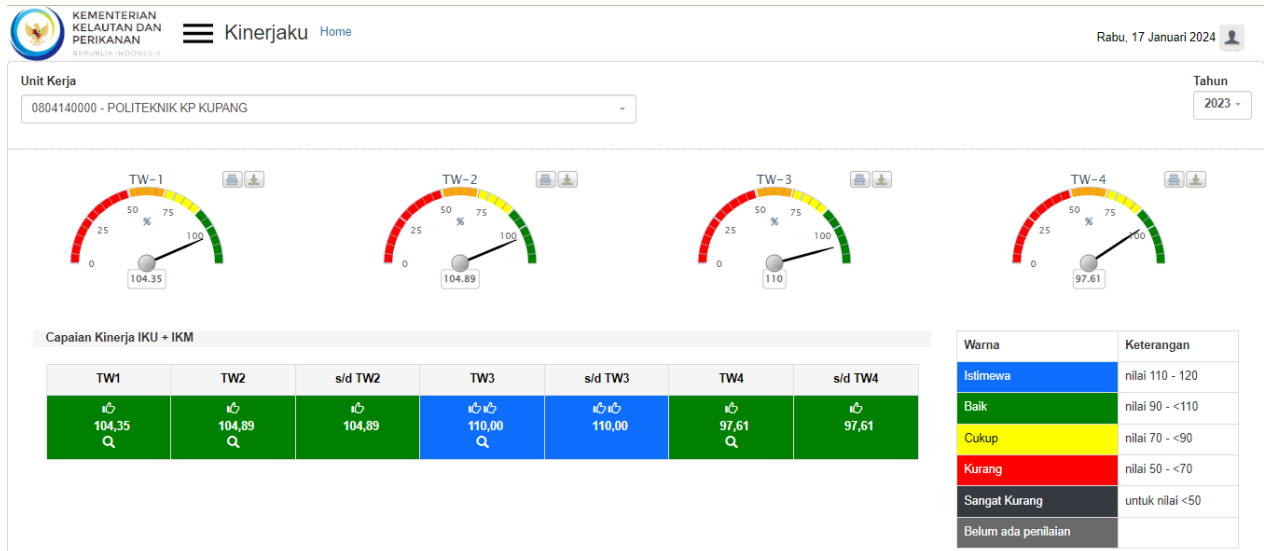 KEMENTERIAN
KELAUTAN DAN
PERIKANAN
REPUBLIK INDONESIA
Kinerjaku Home
Rabu, 17 Januari 2024
Unit Kerja
Tahun
0804140000 - POLITEKNIK KP KUPANG
2023
TW-1
0 25 50 75 100
%
104.35
TW-2
0 25 50 75 100
%
104.89
TW-3
0 25 50 75 100
%
110
TW-4
0 25 50 75 100
%
97.61
Capaian Kinerja IKU + IKM
TW1 TW2 s/d TW2 TW3 s/d TW3 TW4 s/d TW4
104,35 104,89 104,89 110,00 110,00 97,61 97,61
Warna Keterangan
Istimewa nilai 110 - 120
Baik nilai 90 - <110
Cukup nilai 70 - <90
Kurang nilai 50 - <70
Sangat Kurang untuk nilai <50
Belum ada penilaian